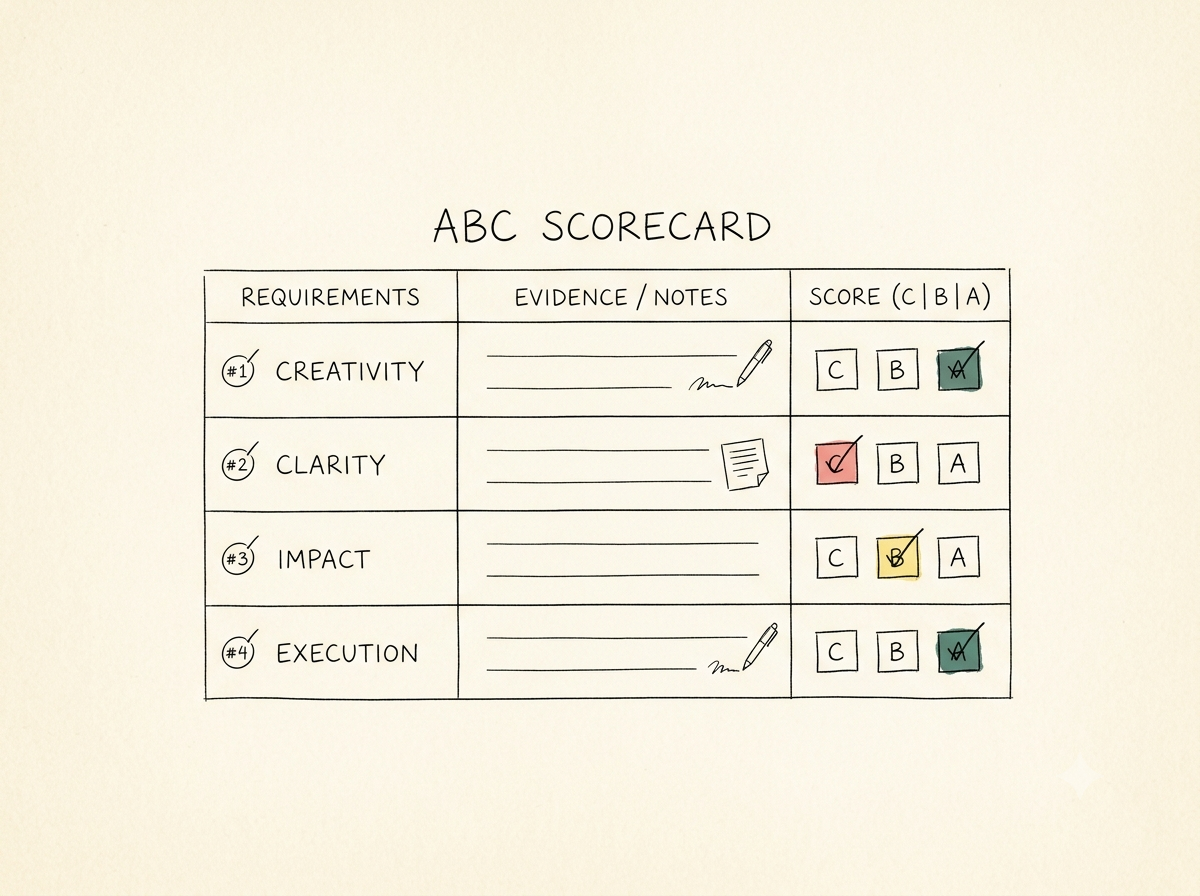 ABC SCORECARD
REQUIREMENTS EVIDENCE / NOTES SCORE (C|B|A)
#1 CREATIVITY C B A
#2 CLARITY C B A
#3 IMPACT C B A
#4 EXECUTION C B A